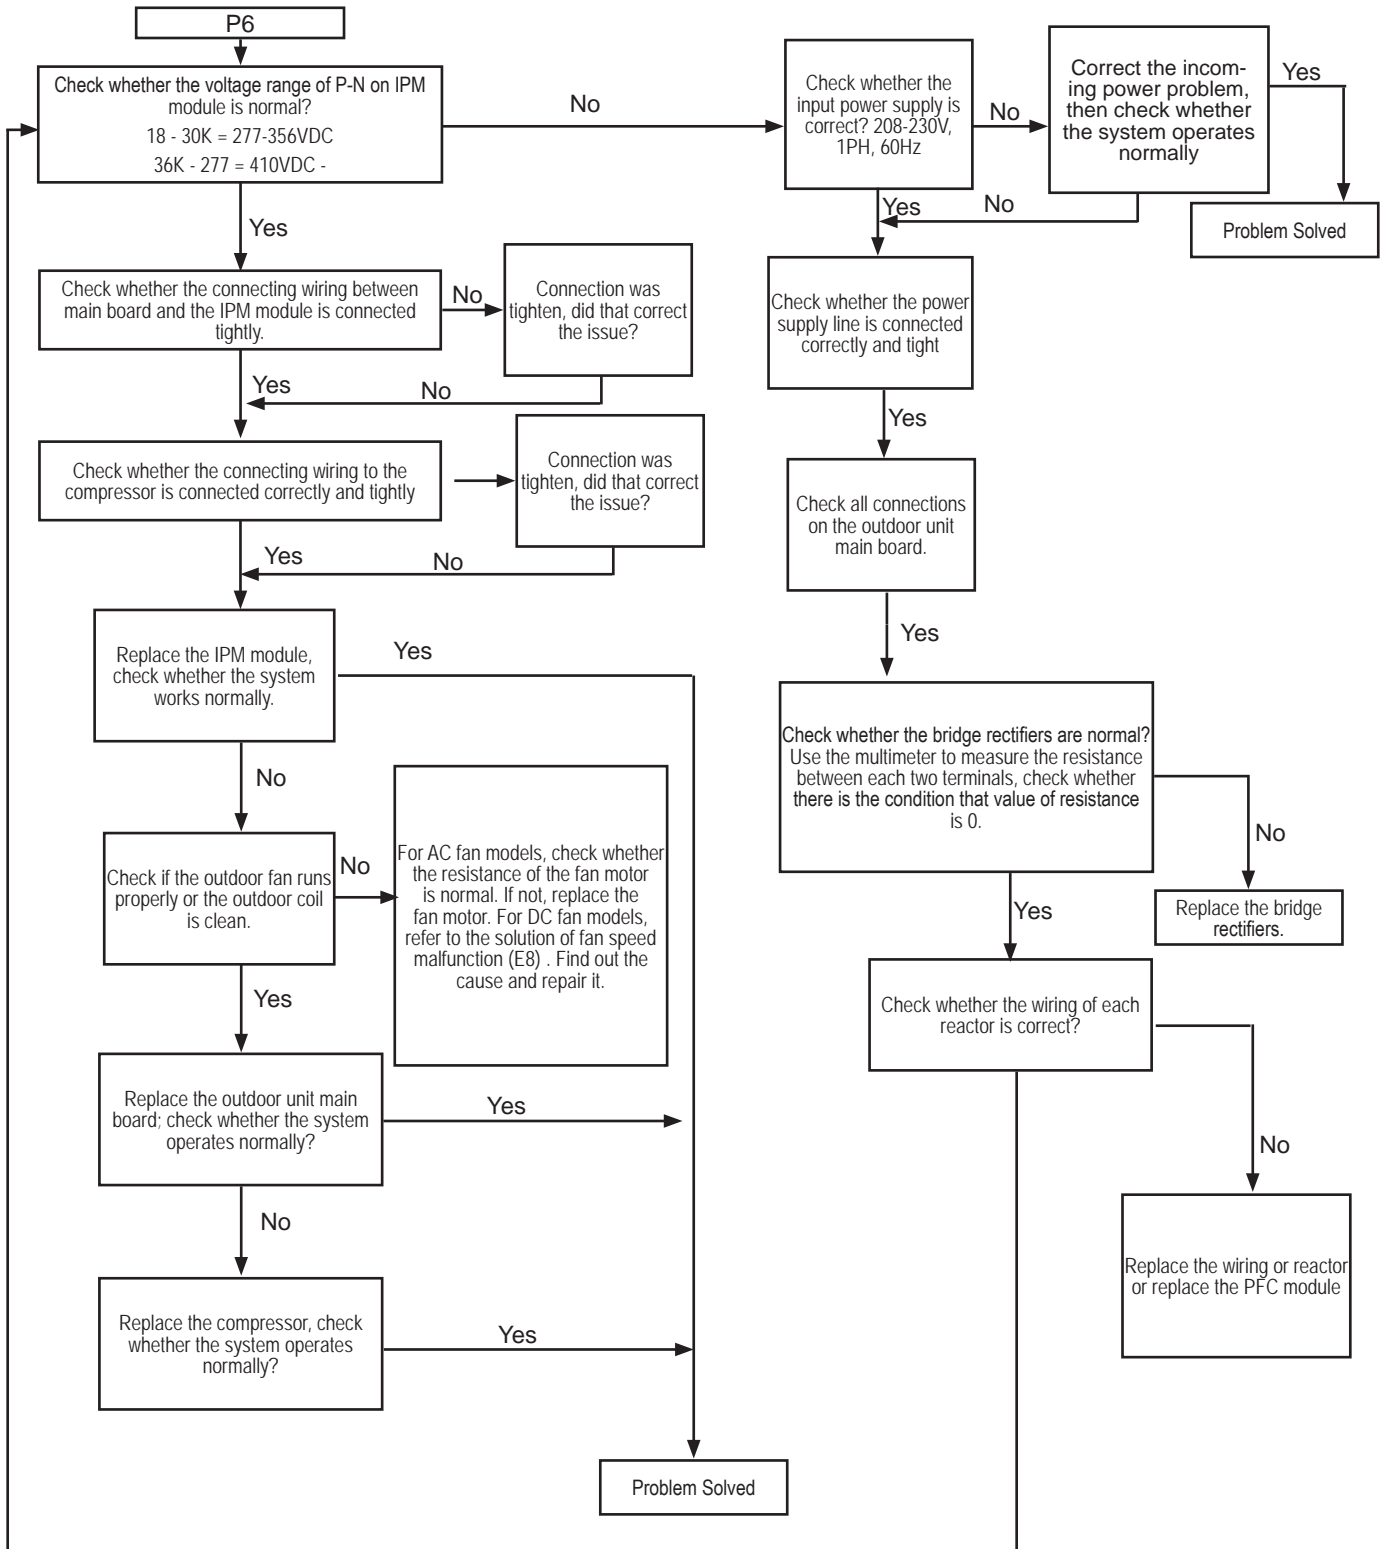 P6
Check whether the voltage range of P-N on IPM
module is normal?
18 - 30K = 277-356VDC
36K - 277 = 410VDC -
No
Check whether the
input power supply is
correct? 208-230V,
1PH, 60Hz
No
Correct the incom-
ing power problem,
then check whether
the system operates
normally
Yes
Problem Solved
Yes
No
Yes
Check whether the connecting wiring between
main board and the IPM module is connected
tightly.
No
Connection was
tighten, did that correct
the issue?
Yes
No
Check whether the power
supply line is connected
correctly and tight
Yes
Check whether the connecting wiring to the
compressor is connected correctly and tightly
Connection was
tighten, did that correct
the issue?
Yes
No
Check all connections
on the outdoor unit
main board.
Yes
Replace the IPM module,
check whether the system
works normally.
Yes
No
Check whether the bridge rectifiers are normal?
Use the multimeter to measure the resistance
between each two terminals, check whether
there is the condition that value of resistance
is 0.
No
Replace the bridge
rectifiers.
Yes
Check if the outdoor fan runs
properly or the outdoor coil
is clean.
No
For AC fan models, check whether
the resistance of the fan motor
is normal. If not, replace the
fan motor. For DC fan models,
refer to the solution of fan speed
malfunction (E8) . Find out the
cause and repair it.
Yes
Check whether the wiring of each
reactor is correct?
No
Replace the wiring or reactor
or replace the PFC module
Replace the outdoor unit main
board; check whether the system
operates normally?
Yes
No
Replace the compressor, check
whether the system operates
normally?
Yes
Problem Solved